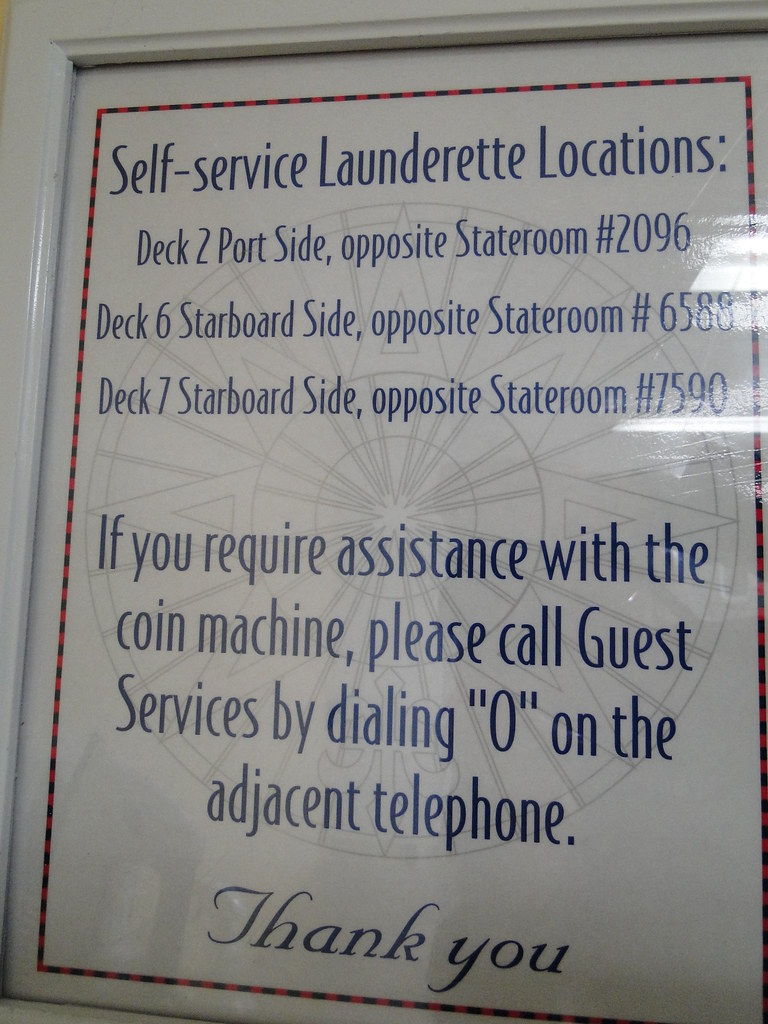 Self-service Launderette Locations:
Deck 2 Port Side, opposite Stateroom #2096
Deck 6 Starboard Side, opposite Stateroom # 6588
Deck 7 Starboard Side, opposite Stateroom #7590
If you require assistance with the
coin machine, please call Guest
Services by dialing "0" on the
adjacent telephone.
Thank you